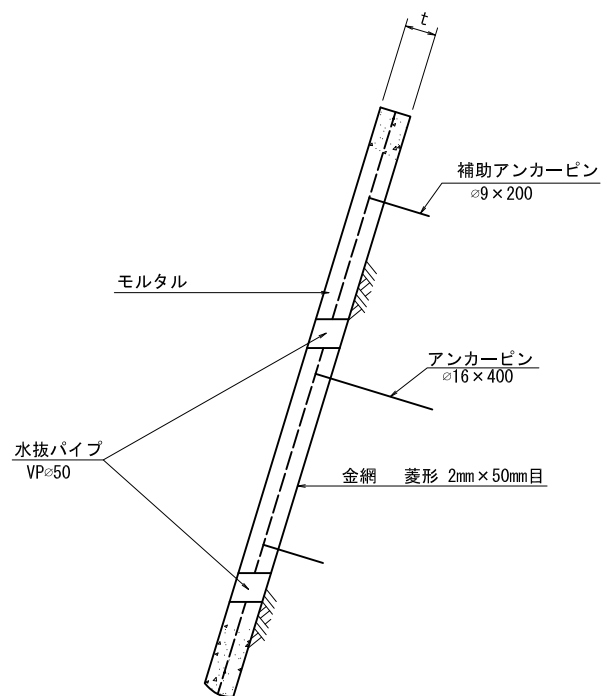 t
補助アンカーピン
∅9×200
モルタル
アンカーピン
∅16×400
水抜パイプ
VP∅50
金網 菱形 2mm×50mm目